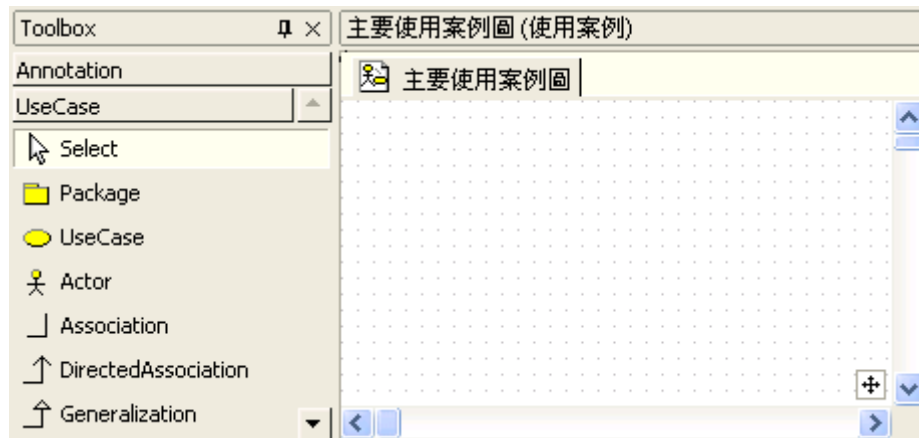 Toolbox
Annotation
UseCase
Select
Package
UseCase
Actor
Association
DirectedAssociation
Generalization
主要使用案例圖 (使用案例)
主要使用案例圖